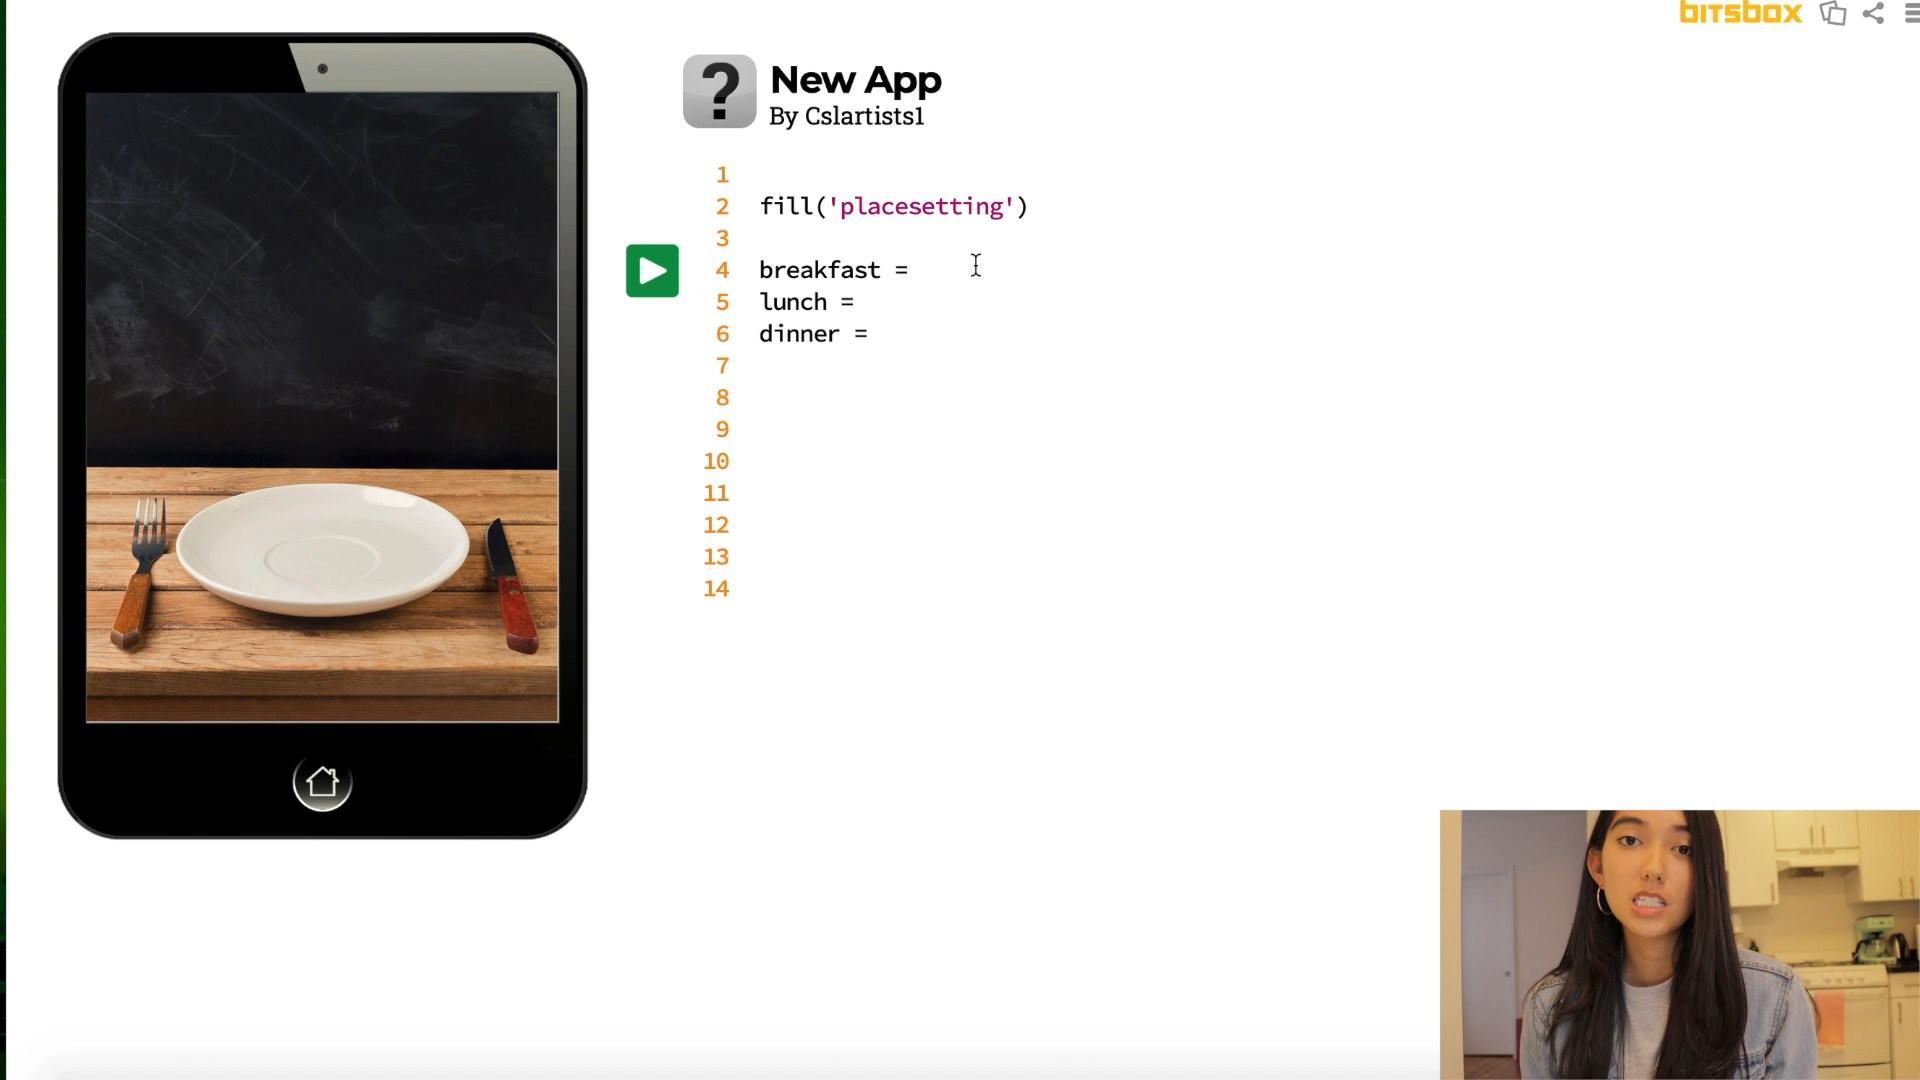 bitsbox
?
New App
By Cslartists1
1
2 fill('placesetting')
3
4 breakfast =
5 lunch =
6 dinner =
7
8
9
10
11
12
13
14